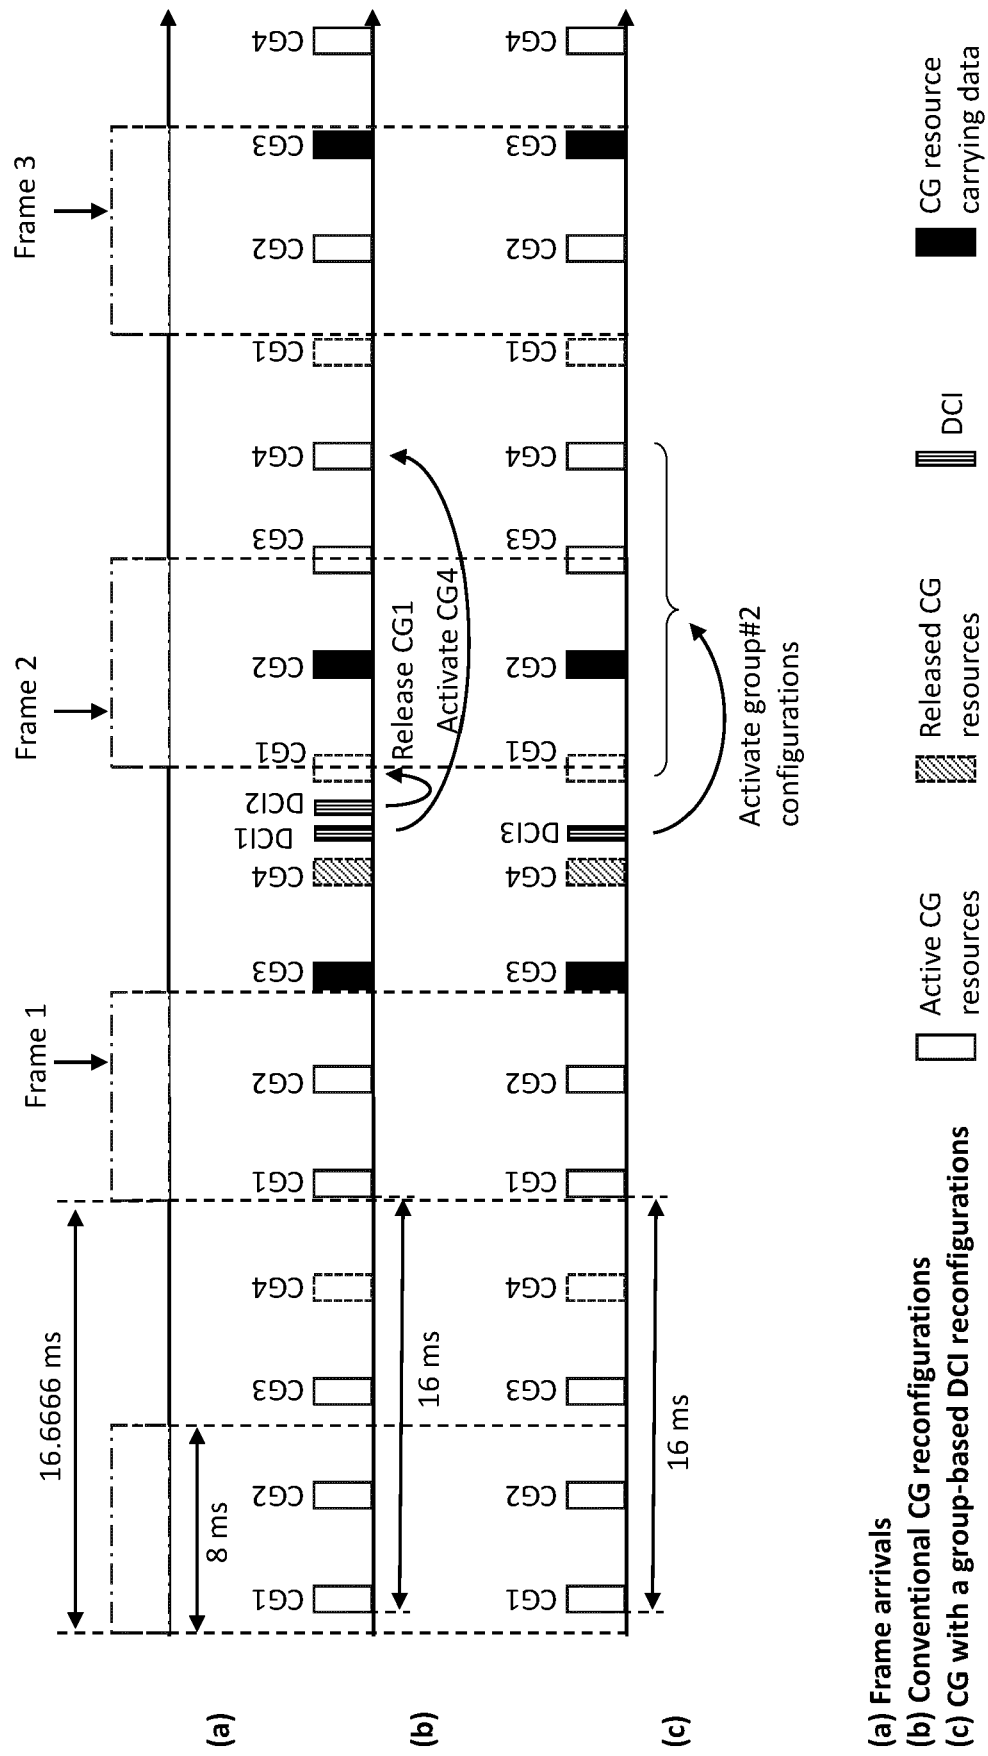 Frame 1
Frame 2
Frame 3
16.6666 ms
8 ms
(a)
CG1
CG2
CG3
CG4
CG1
CG2
CG3
CG4
DCI1
DCI2
CG1
CG2
CG3
CG4
CG1
CG2
CG3
CG4
Release CG1
Activate CG4
16 ms
(b)
CG1
CG2
CG3
CG4
CG1
CG2
CG3
CG4
DCI3
CG1
CG2
CG3
CG4
CG1
CG2
CG3
CG4
16 ms
(c)
Activate group#2
configurations
(a) Frame arrivals
(b) Conventional CG reconfigurations
(c) CG with a group-based DCI reconfigurations
Active CG
resources
Released CG
resources
DCI
CG resource
carrying data